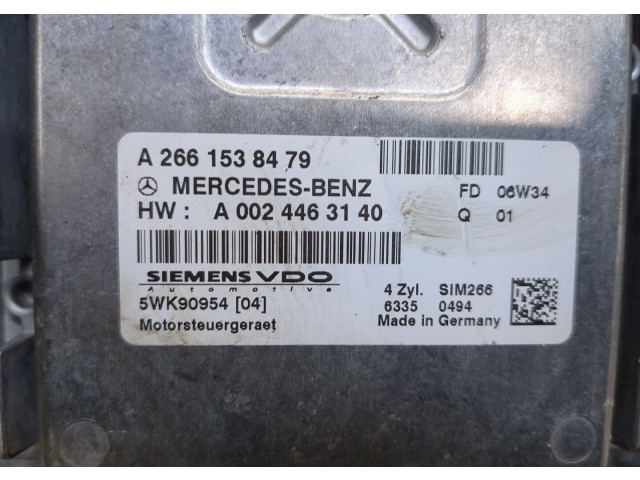 A 266 153 84 79
MERCEDES-BENZ
FD 06W34
HW : A 002 446 31 40
Q 01
SIEMENS VDO
Automotive
4 Zyl. SIM266
5WK90954 [04]
6335 0494
Motorsteuergeraet
Made in Germany